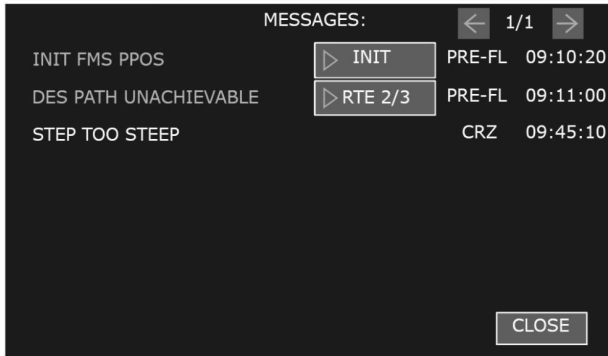 MESSAGES: ← 1/1 →
INIT FMS PPOS ▷ INIT PRE-FL 09:10:20
DES PATH UNACHIEVABLE ▷ RTE 2/3 PRE-FL 09:11:00
STEP TOO STEEP CRZ 09:45:10
CLOSE